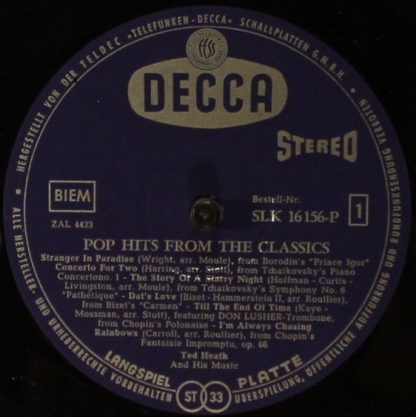 HERGESTELLT VON DER TELDEC »TELEFUNKEN-DECCA« SCHALLPLATTEN G.M.B.H.
ffss
DECCA
STEREO
BIEM
ZAL 4433
Bestell-Nr.
SLK 16 156-P
1
POP HITS FROM THE CLASSICS
Stranger In Paradise (Wright, arr. Moule), from Borodin's "Prince Igor"
Concerto For Two (Harring, arr. Stott), from Tchaikovsky's Piano
Concertono. 1 - The Story Of A Starry Night (Hoffman - Curtis -
Livingston, arr. Moule), from Tchaikovsky's Symphony No. 6
"Pathétique" - Dat's Love (Bizet - Hammerstein II, arr. Roullier),
from Bizet's "Carmen" - Till The End Of Time (Kaye -
Mossman, arr. Stott), featuring DON LUSHER-Trombone,
from Chopin's Polonaise - I'm Always Chasing
Rainbows (Carroll, arr. Roullier), from Chopin's
Fantaisie Impromptu, op. 66
Ted Heath
And His Music
LANGSPIEL PLATTE
ST 33
ALLE HERSTELLER- UND URHEBERRECHTE VORBEHALTEN
ÜBERSPIELUNG, ÖFFENTLICHE AUFFÜHRUNG UND RUNDFUNKSENDUNG VERBOTEN